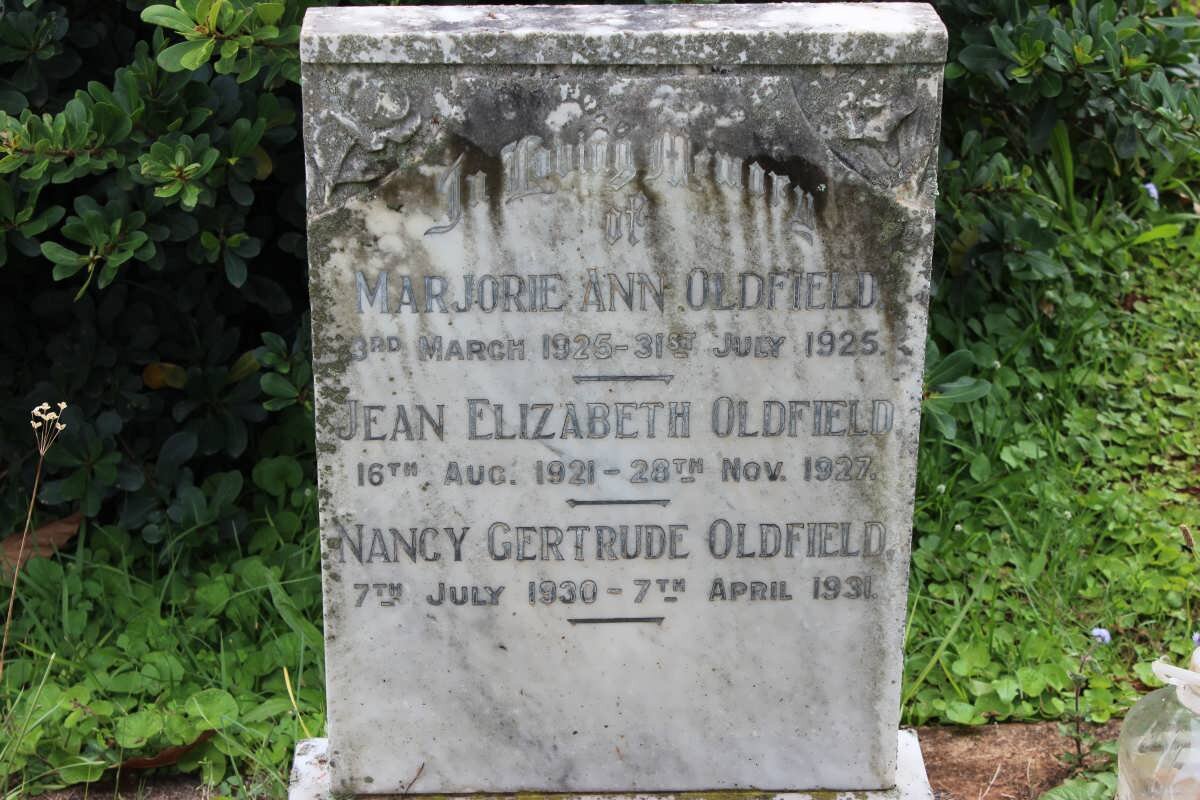 In Loving Memory
of
MARJORIE ANN OLDFIELD
3RD MARCH 1925-31ST JULY 1925.
JEAN ELIZABETH OLDFIELD
16TH AUG. 1921-28TH NOV. 1927.
NANCY GERTRUDE OLDFIELD.
7TH JULY 1930-7TH APRIL 1931.